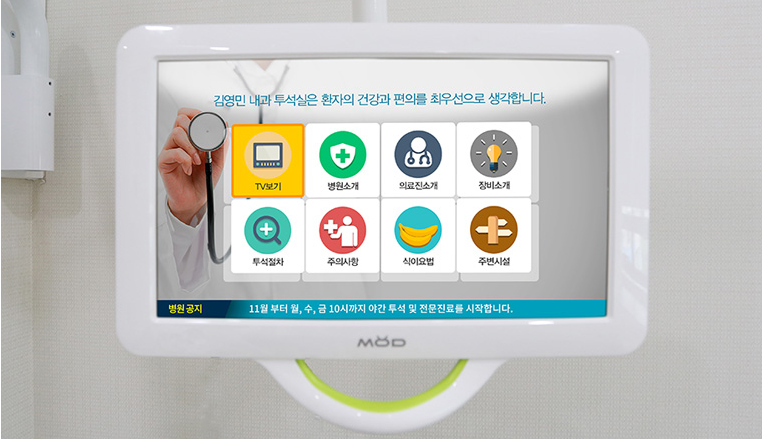 김영민 내과 투석실은 환자의 건강과 편의를 최우선으로 생각합니다.
TV보기
병원소개
의료진소개
장비소개
투석절차
주의사항
식이요법
주변시설
병원 공지
11월 부터 월, 수, 금 10시까지 야간 투석 및 전문진료를 시작합니다.
MOD